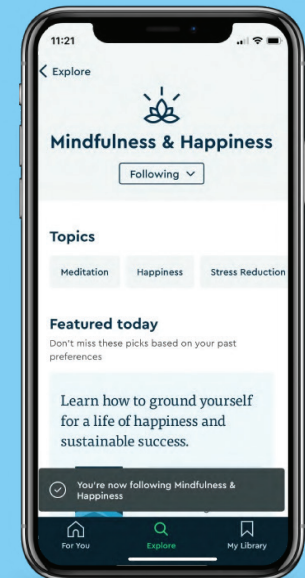 11:21
Explore
Mindfulness & Happiness
Following
Topics
Meditation Happiness Stress Reduction
Featured today
Don't miss these picks based on your past
preferences
Learn how to ground yourself
for a life of happiness and
sustainable success.
You're now following Mindfulness &
Happiness
For You Explore My Library